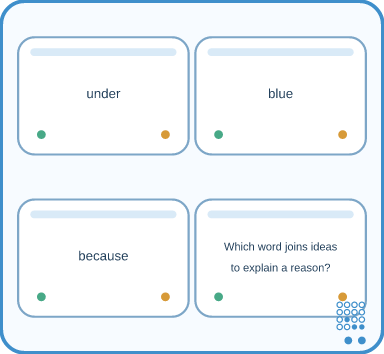 under
blue
because
Which word joins ideas
to explain a reason?